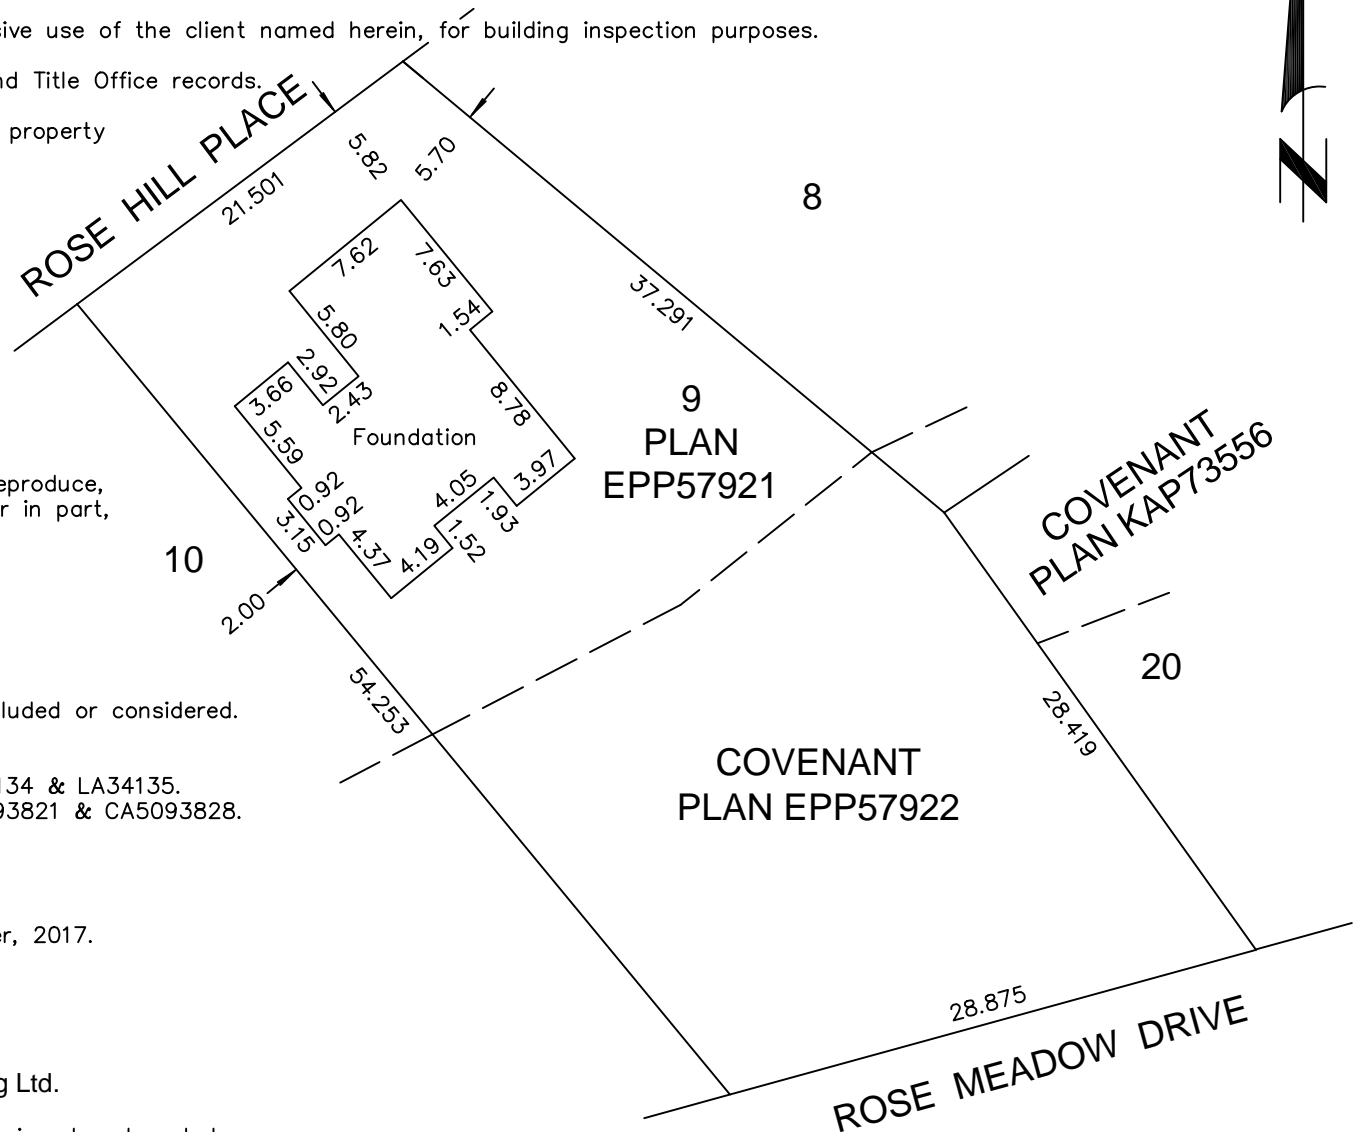 sive use of the client named herein, for building inspection purposes.
nd Title Office records.
property
ROSE HILL PLACE
21.501
5.82
5.70
8
7.62
7.63
37.291
5.80
1.54
2.92
3.66
2.43
8.78
9
PLAN
EPP57921
5.59
Foundation
COVENANT
PLAN KAP73556
eproduce,
r in part,
0.92
0.92
3.15
4.37
4.05
3.97
1.93
4.19
1.52
10
2.00
54.253
20
28.419
luded or considered.
COVENANT
PLAN EPP57922
134 & LA34135.
93821 & CA5093828.
er, 2017.
28.875
ROSE MEADOW DRIVE
g Ltd.
N